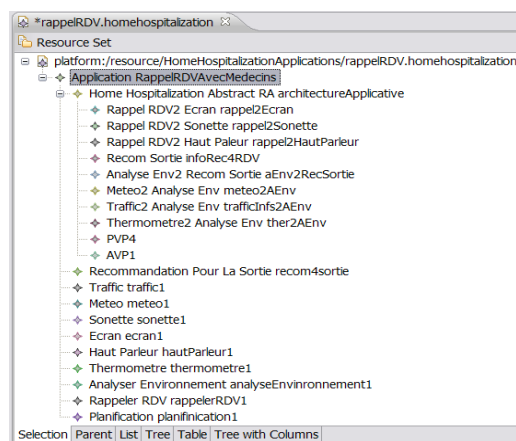 *rappelRDV.homehospitalization
Resource Set
platform:/resource/HomeHospitalizationApplications/rappelRDV.homehospitalization
Application RappelRDVAvecMedecins
Home Hospitalization Abstract RA architectureApplicative
Rappel RDV2 Ecran rappel2Ecran
Rappel RDV2 Sonette rappel2Sonette
Rappel RDV2 Haut Paleur rappel2HautParleur
Recom Sortie infoRec4RDV
Analyse Env2 Recom Sortie aEnv2RecSortie
Meteo2 Analyse Env meteo2AEnv
Traffic2 Analyse Env trafficInfs2AEnv
Thermometre2 Analyse Env ther2AEnv
PVP4
AVP1
Recommandation Pour La Sortie recom4sortie
Traffic traffic1
Meteo meteo1
Sonette sonette1
Ecran ecran1
Haut Parleur hautParleur1
Thermometre thermometre1
Analyser Environnement analyseEnvinronnement1
Rappeler RDV rappelerRDV1
Planification planifinication1
Selection Parent List Tree Table Tree with Columns